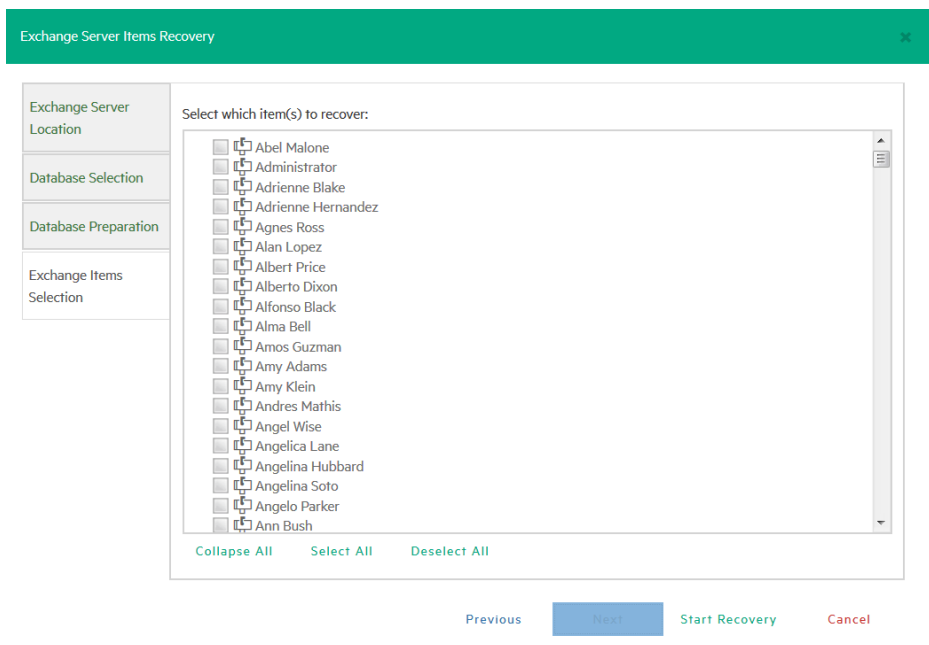 Exchange Server Items Recovery
Exchange Server
Location
Database Selection
Database Preparation
Exchange Items
Selection
Select which item(s) to recover:
Abel Malone
Administrator
Adrienne Blake
Adrienne Hernandez
Agnes Ross
Alan Lopez
Albert Price
Alberto Dixon
Alfonso Black
Alma Bell
Amos Guzman
Amy Adams
Amy Klein
Andres Mathis
Angel Wise
Angelica Lane
Angelina Hubbard
Angelina Soto
Angelo Parker
Ann Bush
Collapse All Select All Deselect All
Previous Next Start Recovery Cancel